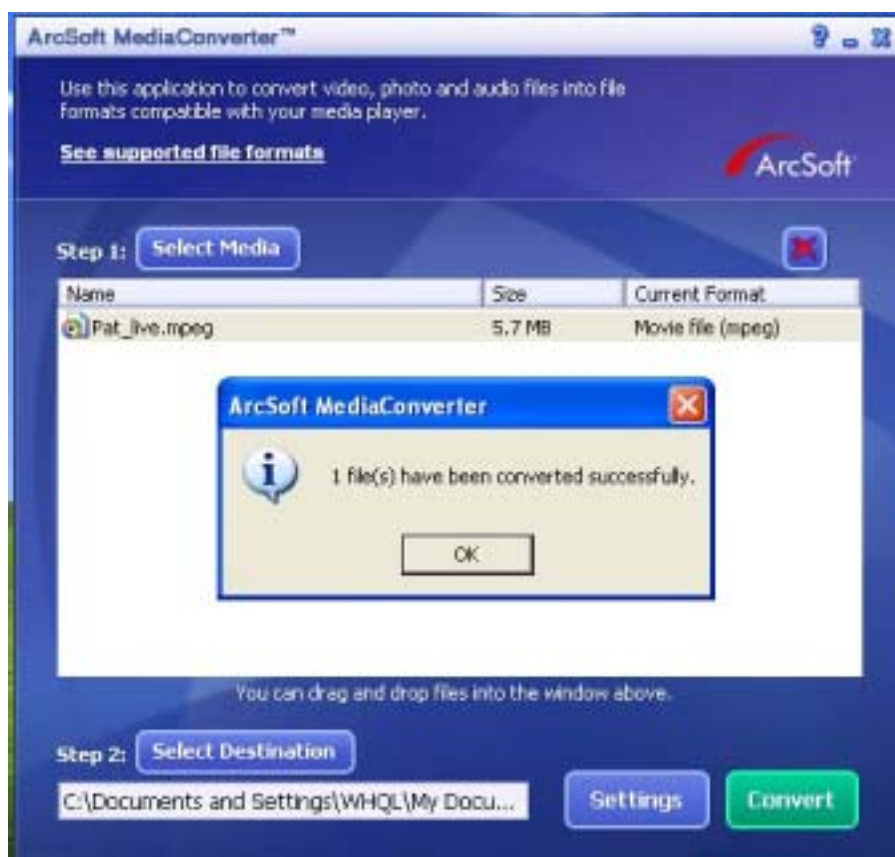 ArcSoft MediaConverter™
Use this application to convert video, photo and audio files into file
formats compatible with your media player.
See supported file formats
ArcSoft
Step 1: Select Media
Name Size Current Format
Pat_live.mpeg 5.7 MB Movie file (mpeg)
ArcSoft MediaConverter
1 file(s) have been converted successfully.
OK
You can drag and drop files into the window above.
Step 2: Select Destination
C:\Documents and Settings\WHQL\My Docu...
Settings Convert